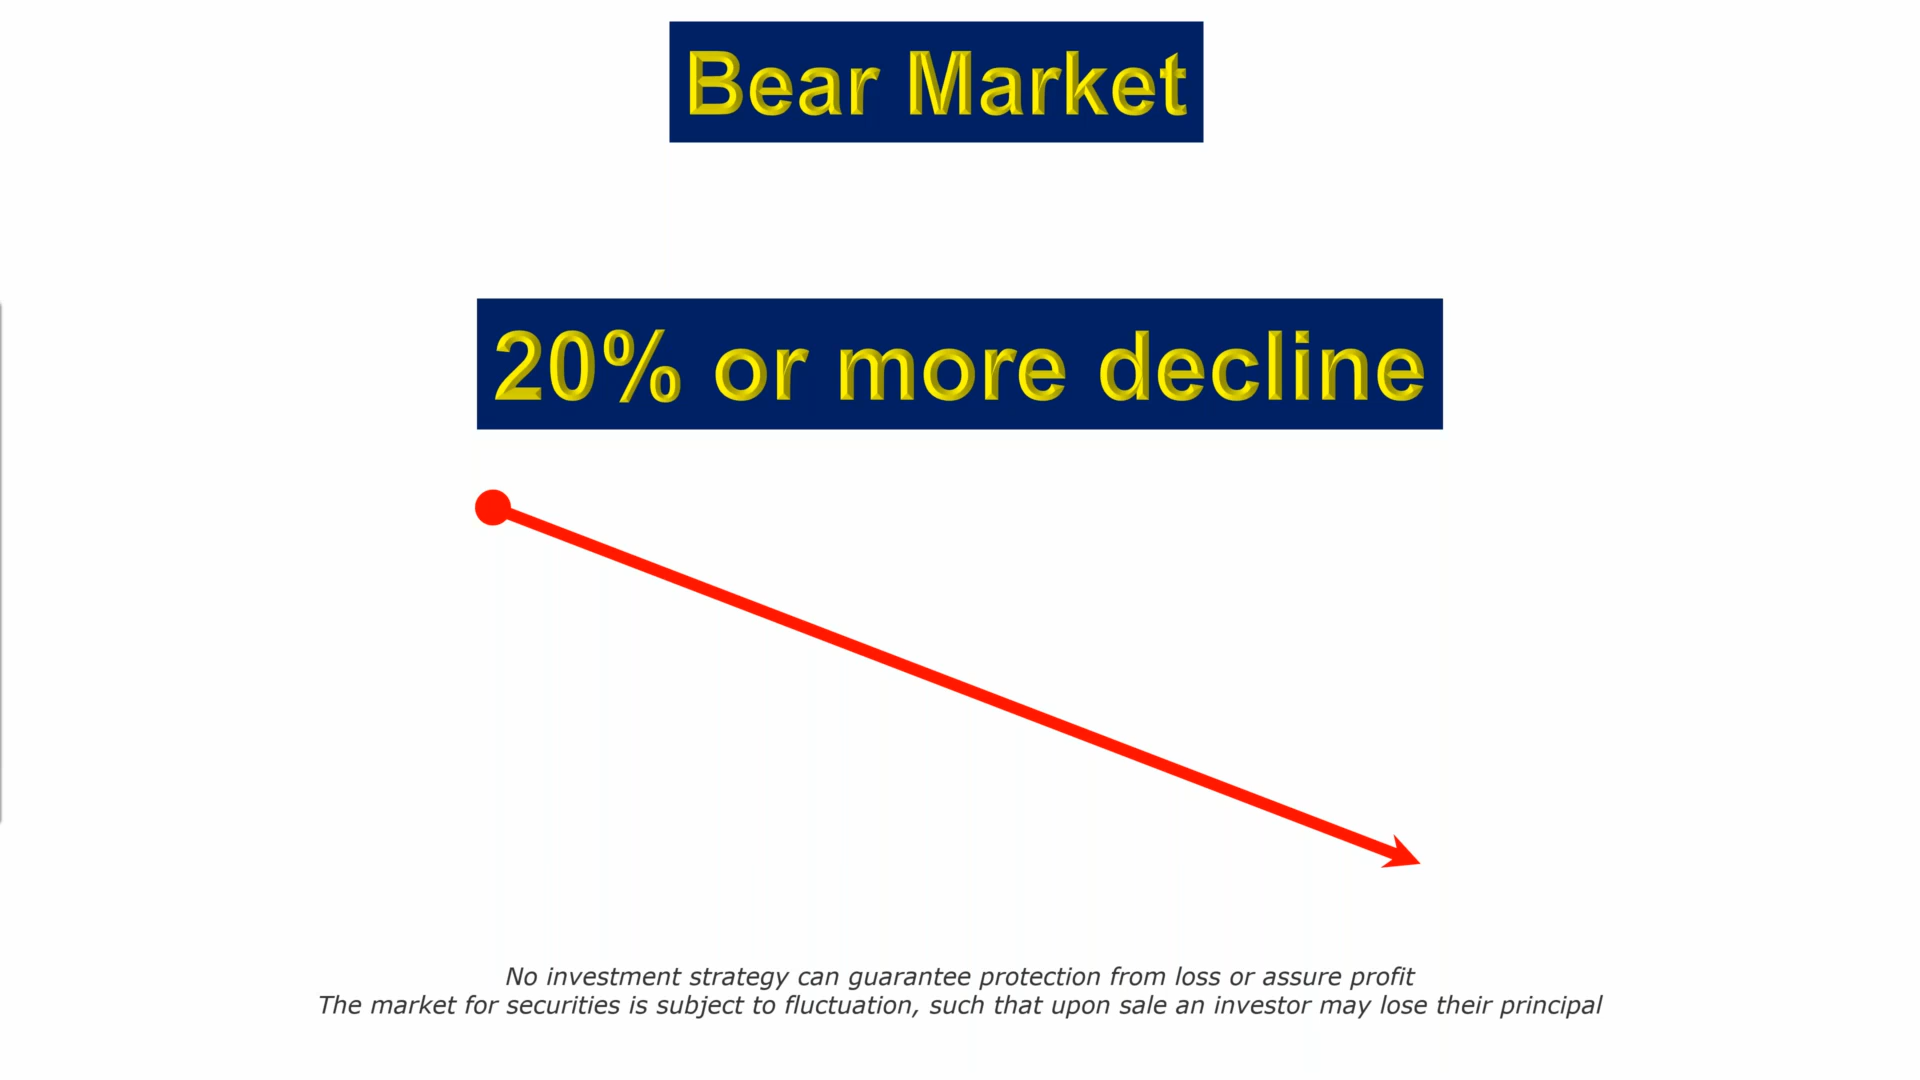 Bear Market
20% or more decline
No investment strategy can guarantee protection from loss or assure profit
The market for securities is subject to fluctuation, such that upon sale an investor may lose their principal